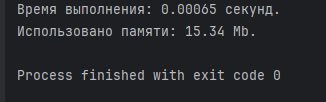 Время выполнения: 0.00065 секунд.
Использовано памяти: 15.34 Mb.
Process finished with exit code 0